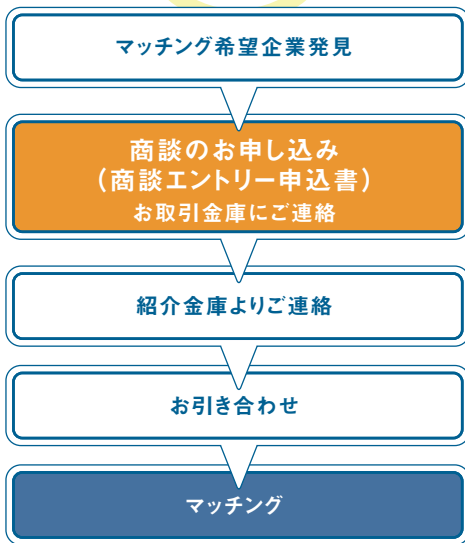 マッチング希望企業発見
商談のお申し込み
（商談エントリー申込書）
お取引金庫にご連絡
紹介金庫よりご連絡
お引き合わせ
マッチング